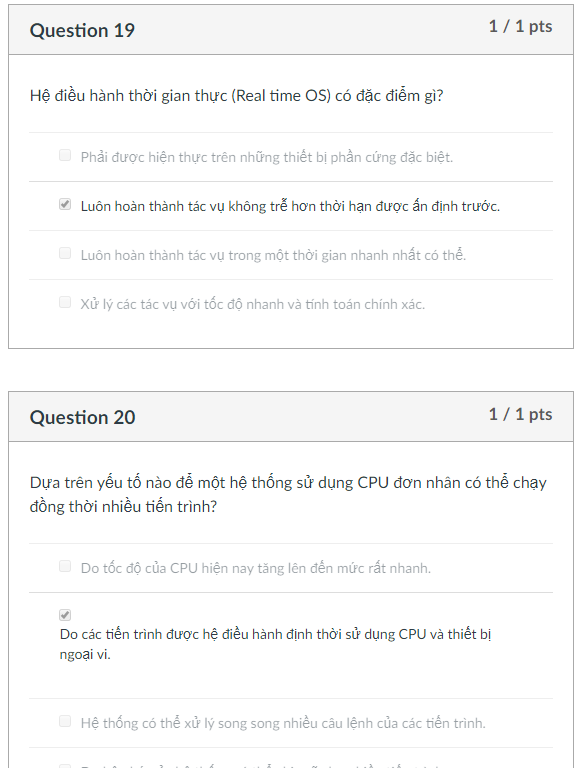 Question 19
1 / 1 pts
Hệ điều hành thời gian thực (Real time OS) có đặc điểm gì?
Phải được hiện thực trên những thiết bị phần cứng đặc biệt.
Luôn hoàn thành tác vụ không trễ hơn thời hạn được ấn định trước.
Luôn hoàn thành tác vụ trong một thời gian nhanh nhất có thể.
Xử lý các tác vụ với tốc độ nhanh và tính toán chính xác.
Question 20
1 / 1 pts
Dựa trên yếu tố nào để một hệ thống sử dụng CPU đơn nhân có thể chạy
đồng thời nhiều tiến trình?
Do tốc độ của CPU hiện nay tăng lên đến mức rất nhanh.
Do các tiến trình được hệ điều hành định thời sử dụng CPU và thiết bị
ngoại vi.
Hệ thống có thể xử lý song song nhiều câu lệnh của các tiến trình.